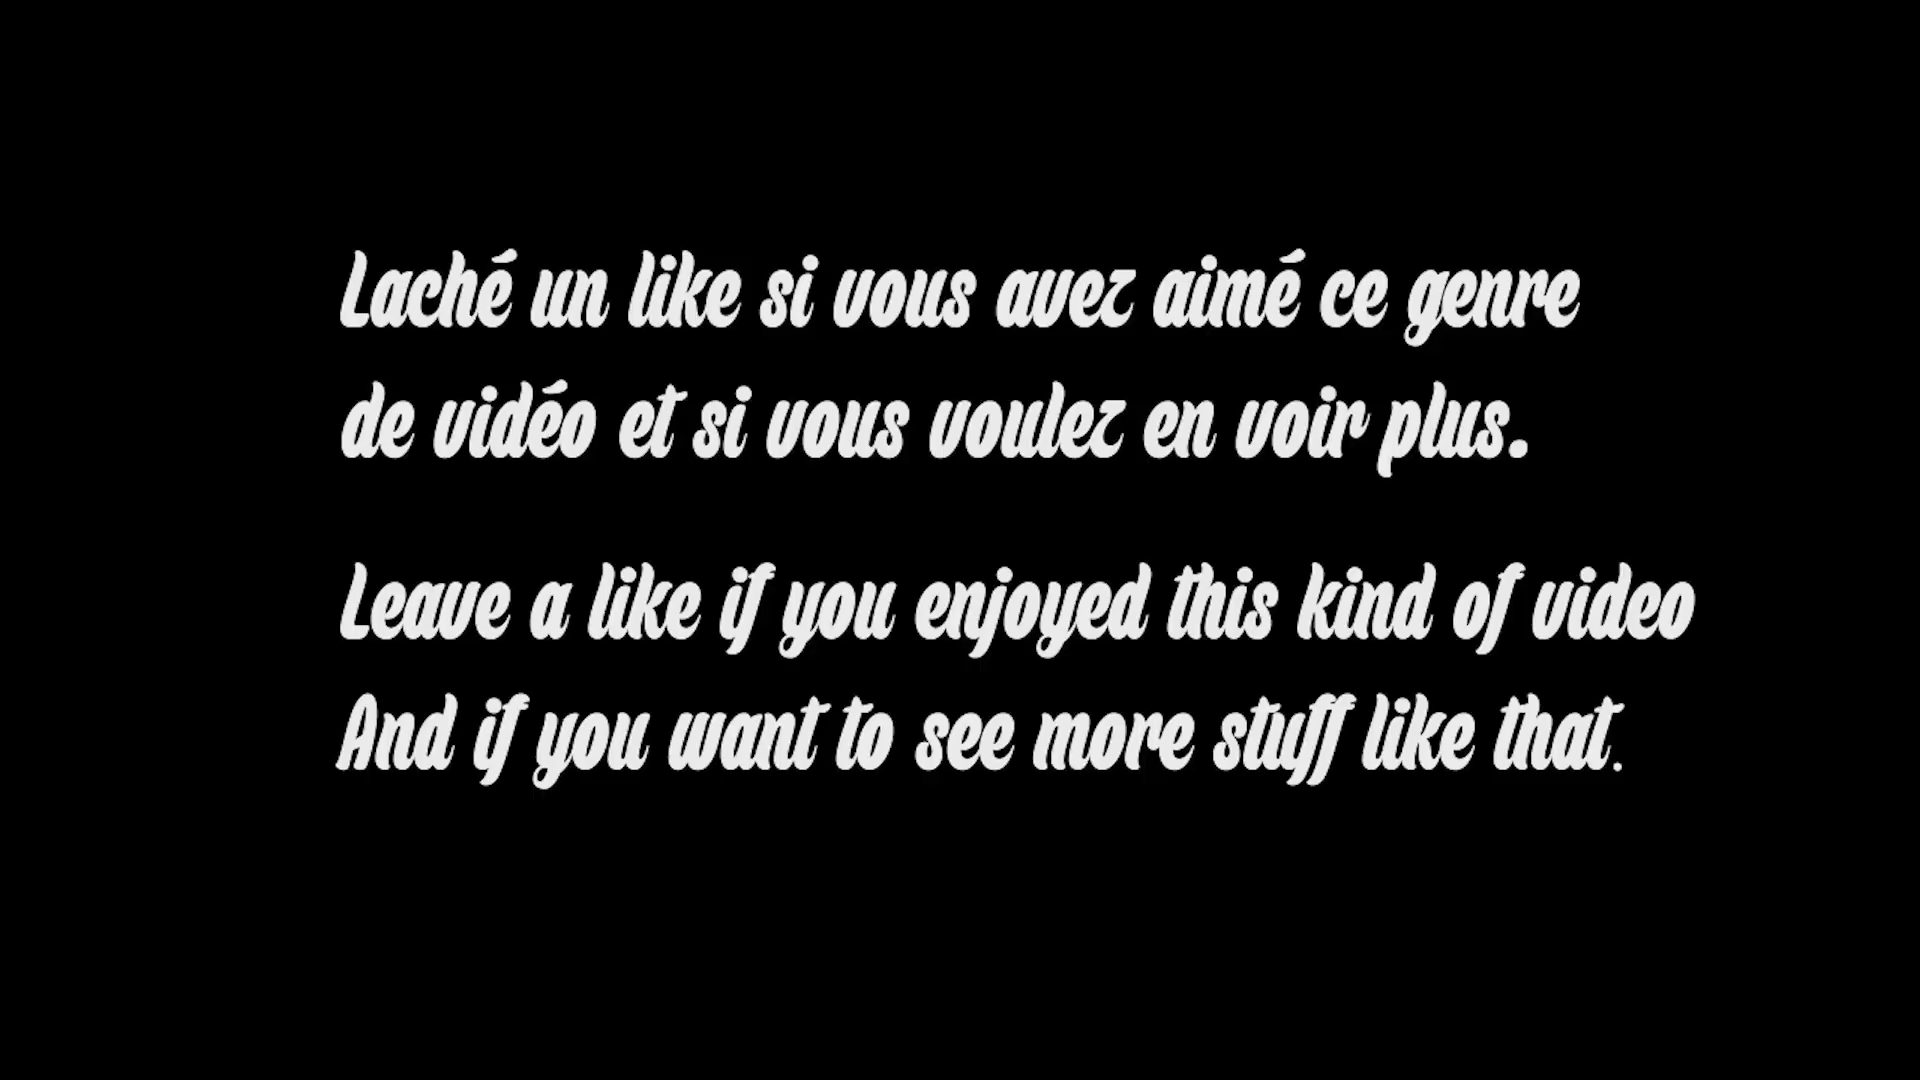 Laché un like si vous avez aimé ce genre
de vidéo et si vous voulez en voir plus.
Leave a like if you enjoyed this kind of video
And if you want to see more stuff like that.